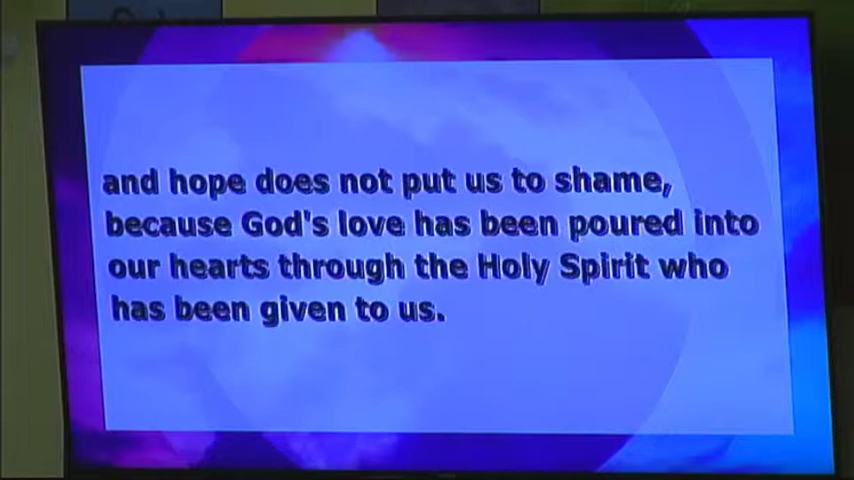 and hope does not put us to shame,
because God's love has been poured into
our hearts through the Holy Spirit who
has been given to us.